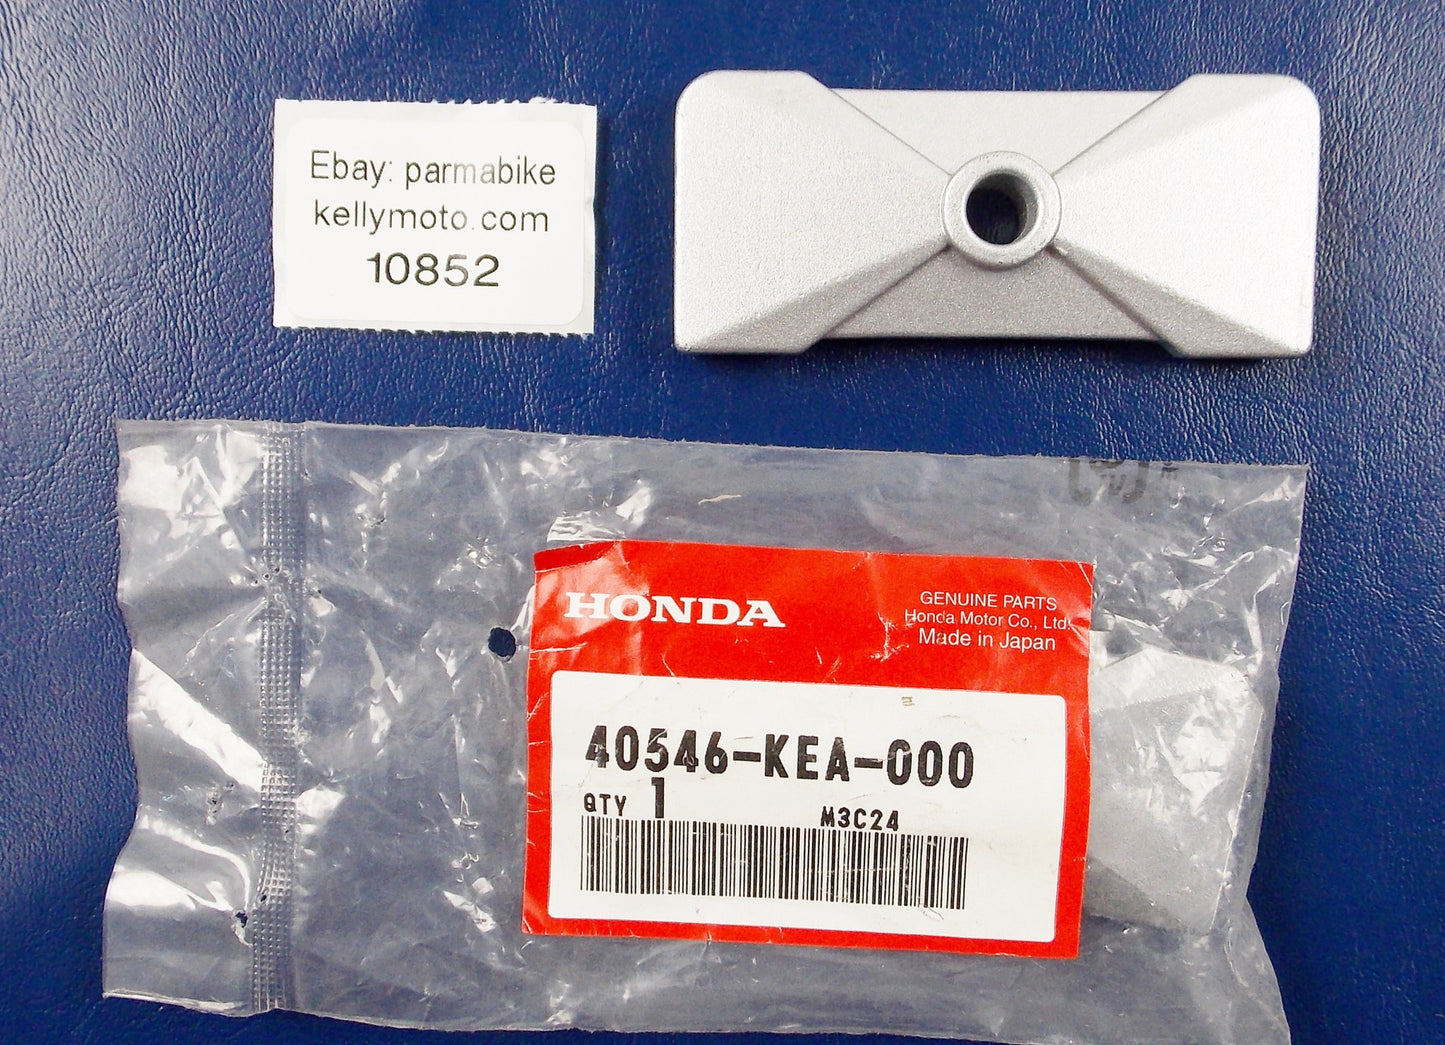 Ebay: parmabike
kellymoto.com
10852
HONDA
GENUINE PARTS
Honda Motor Co., Ltd.
Made in Japan
40546-KEA-000
QTY 1
M3C24